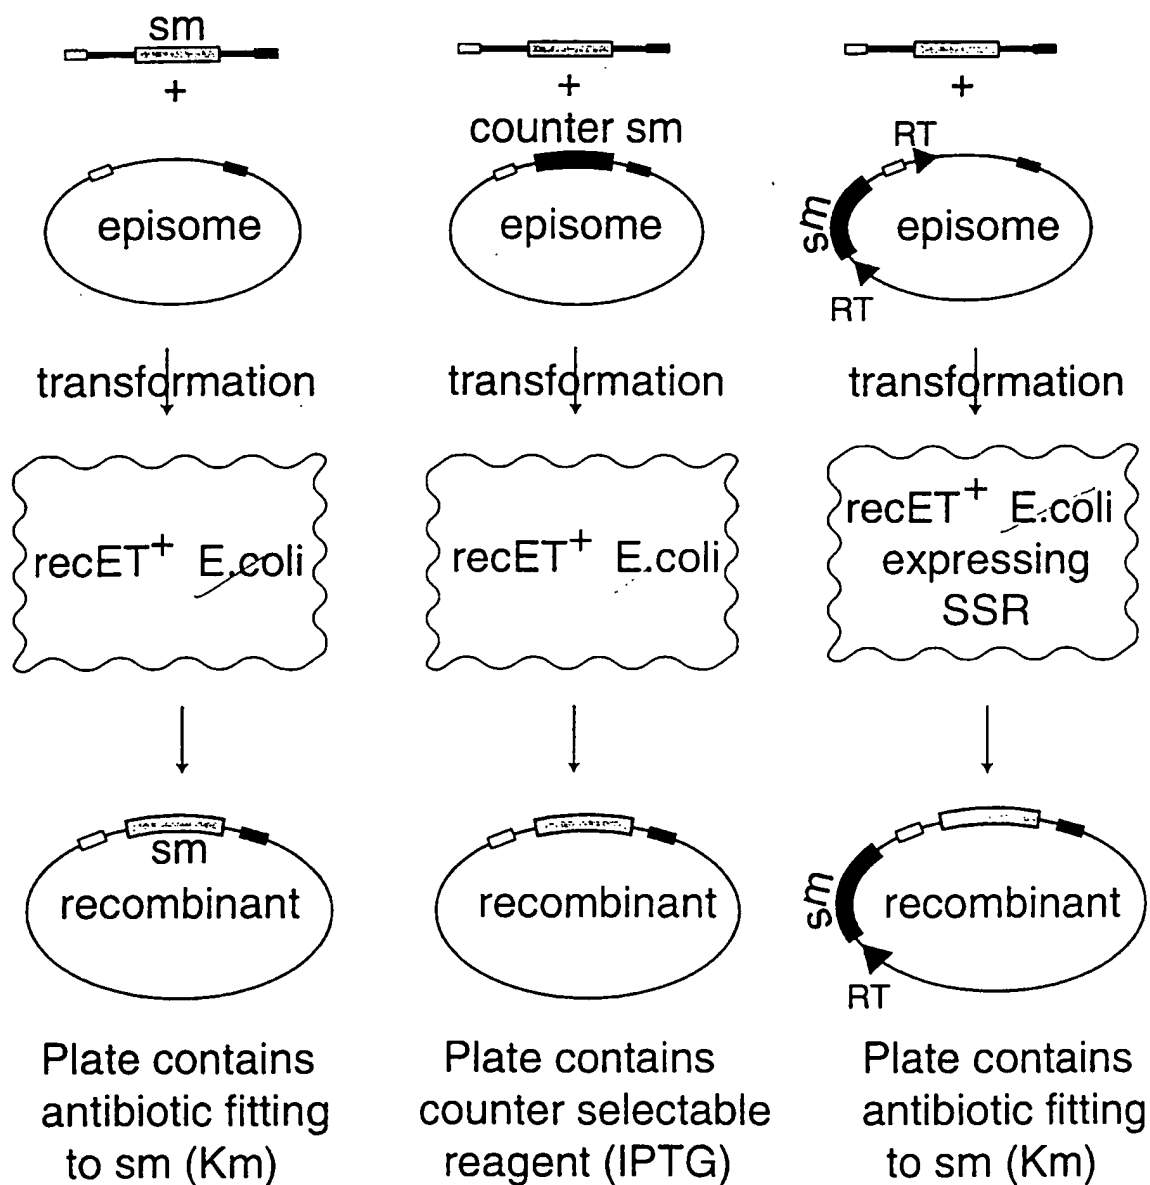 sm
+
episome
transformation
recET+ E.coli
sm
recombinant
Plate contains
antibiotic fitting
to sm (Km)
+
counter sm
episome
transformation
recET+ E.coli
recombinant
Plate contains
counter selectable
reagent (IPTG)
+
RT
sm
episome
RT
transformation
recET+ E.coli
expressing
SSR
sm
recombinant
RT
Plate contains
antibiotic fitting
to sm (Km)